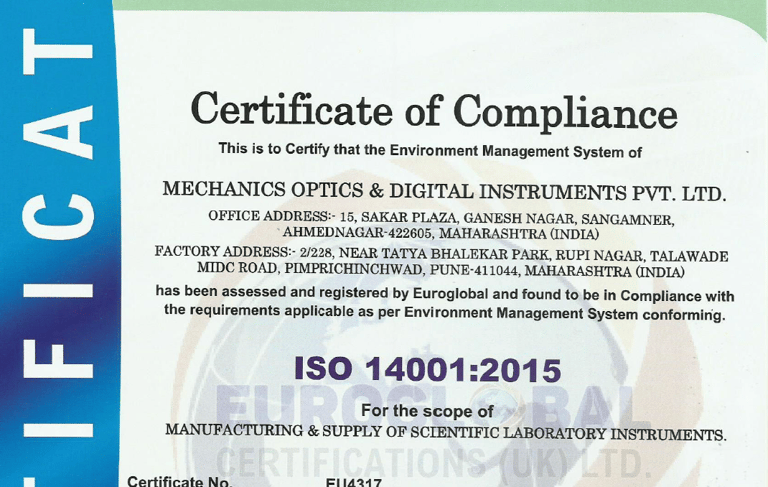 TIFICAT
Certificate of Compliance
This is to Certify that the Environment Management System of
MECHANICS OPTICS & DIGITAL INSTRUMENTS PVT. LTD.
OFFICE ADDRESS:- 15, SAKAR PLAZA, GANESH NAGAR, SANGAMNER,
AHMEDNAGAR-422605, MAHARASHTRA (INDIA)
FACTORY ADDRESS:- 2/228, NEAR TATYA BHALEKAR PARK, RUPI NAGAR, TALAWADE
MIDC ROAD, PIMPRICHINCHWAD, PUNE-411044, MAHARASHTRA (INDIA)
has been assessed and registered by Euroglobal and found to be in Compliance with
the requirements applicable as per Environment Management System conforming.
ISO 14001:2015
EUROGLOBAL
For the scope of
MANUFACTURING & SUPPLY OF SCIENTIFIC LABORATORY INSTRUMENTS.
CERTIFICATIONS (UK) LTD.
Certificate No. EU4317